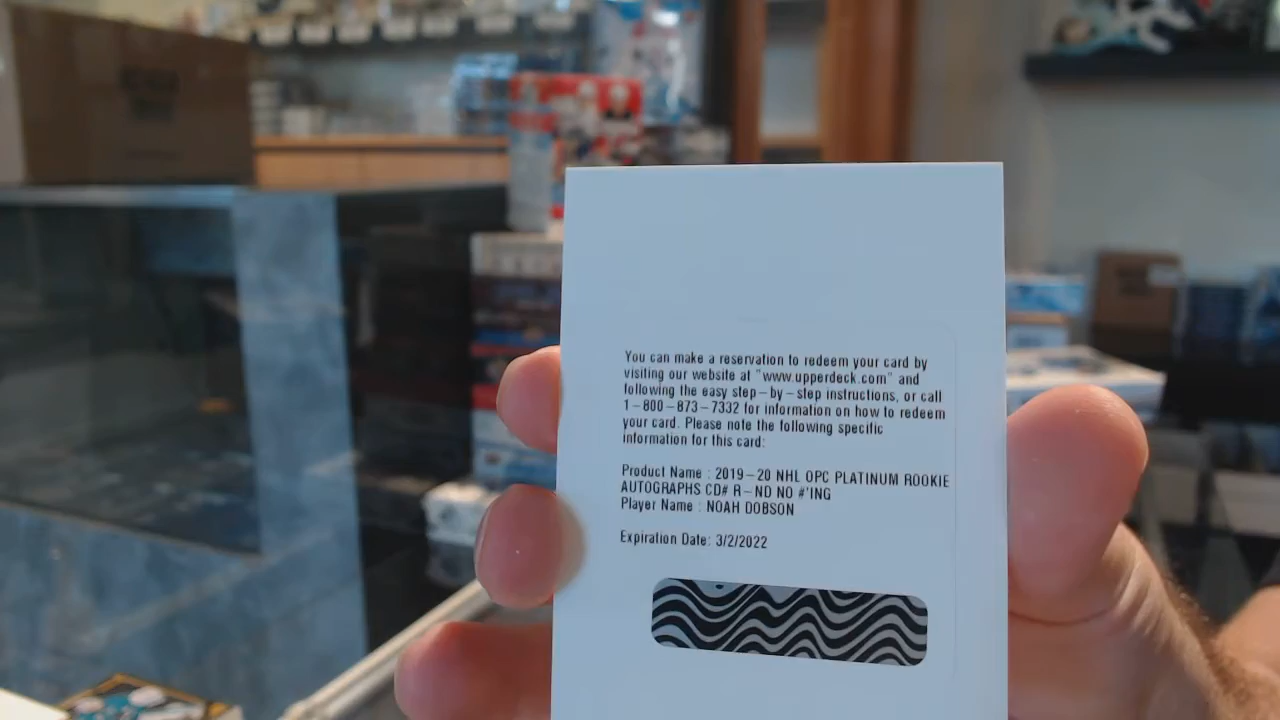 You can make a reservation to redeem your card by
visiting our website at "www.upperdeck.com" and
following the easy step-by-step instructions, or call
1-800-873-7332 for information on how to redeem
your card. Please note the following specific
information for this card:
Product Name : 2019-20 NHL OPC PLATINUM ROOKIE
AUTOGRAPHS CD# R-ND NO #'ING
Player Name : NOAH DOBSON
Expiration Date: 3/2/2022